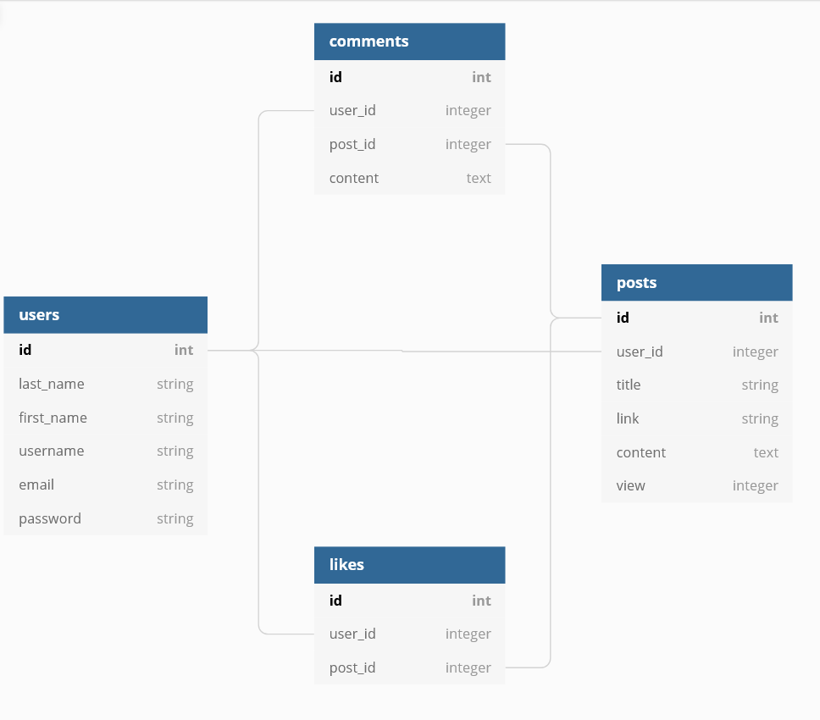 comments
id int
user_id integer
post_id integer
content text
users
id int
last_name string
first_name string
username string
email string
password string
posts
id int
user_id integer
title string
link string
content text
view integer
likes
id int
user_id integer
post_id integer